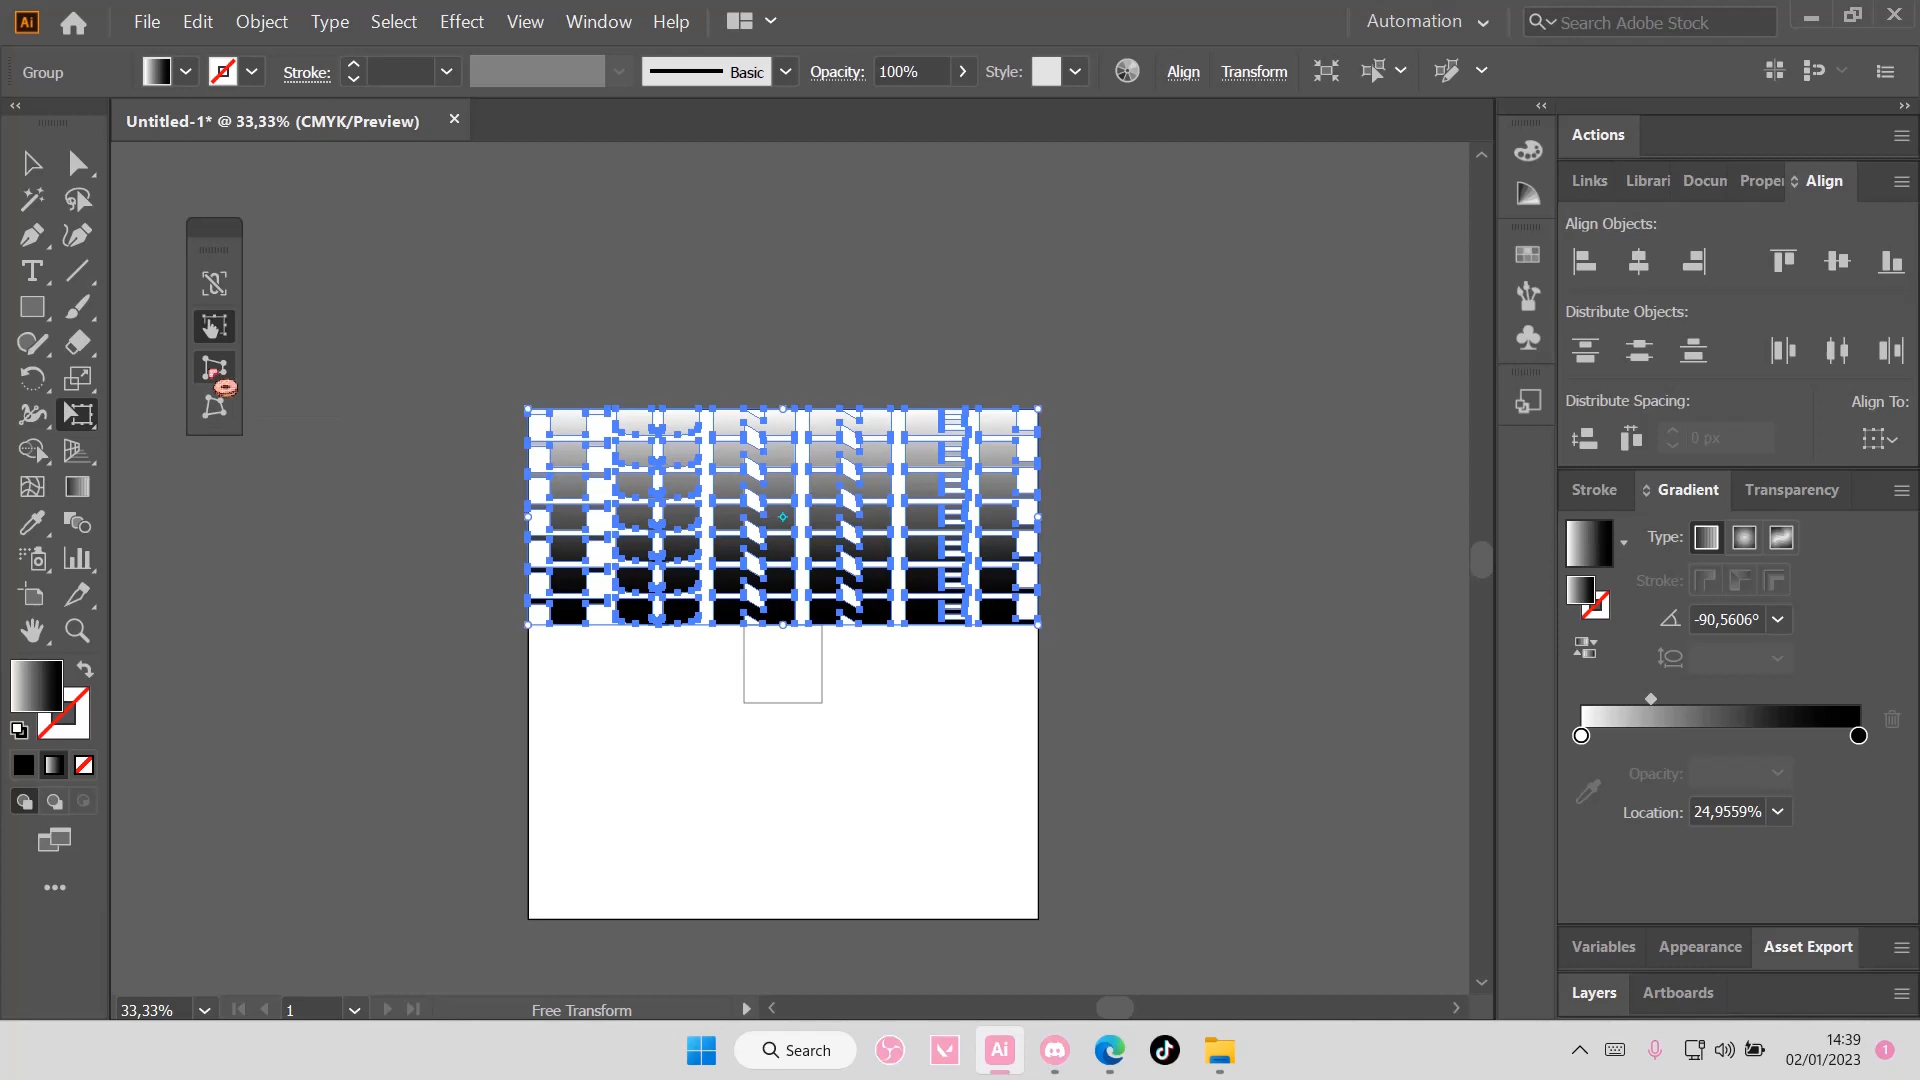 Ai File Edit Object Type Select Effect View Window Help Automation Search Adobe Stock
Group Stroke: Basic Opacity: 100% Style: Align Transform
Untitled-1* @ 33,33% (CMYK/Preview)
Actions
Links Librari Docun Proper Align
Align Objects:
Distribute Objects:
Distribute Spacing: Align To:
0 px
Stroke Gradient Transparency
Type:
Stroke:
-90,5606°
Opacity:
Location: 24,9559%
Variables Appearance Asset Export
Layers Artboards
33,33% 1 Free Transform
Search Ai 14:39
02/01/2023 1